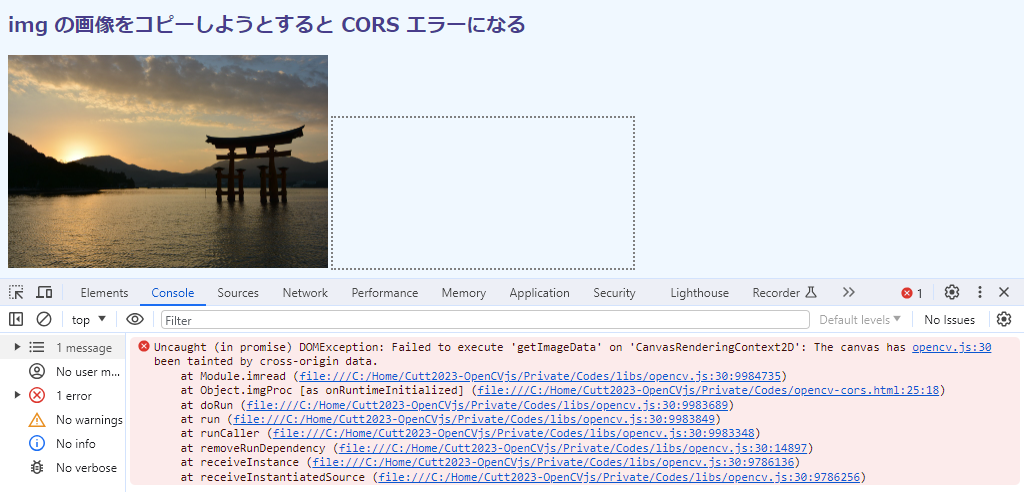 img の画像をコピーしようとすると CORS エラーになる
Elements Console Sources Network Performance Memory Application Security Lighthouse Recorder 1
top Filter Default levels No Issues
1 message
No user m...
1 error
No warnings
No info
No verbose
Uncaught (in promise) DOMException: Failed to execute 'getImageData' on 'CanvasRenderingContext2D': The canvas has opencv.js:30
been tainted by cross-origin data.
at Module.imread (file:///C:/Home/Cutt2023-OpenCVjs/Private/Codes/libs/opencv.js:30:9984735)
at Object.imgProc [as onRuntimeInitialized] (file:///C:/Home/Cutt2023-OpenCVjs/Private/Codes/opencv-cors.html:25:18)
at doRun (file:///C:/Home/Cutt2023-OpenCVjs/Private/Codes/libs/opencv.js:30:9983689)
at run (file:///C:/Home/Cutt2023-OpenCVjs/Private/Codes/libs/opencv.js:30:9983849)
at runCaller (file:///C:/Home/Cutt2023-OpenCVjs/Private/Codes/libs/opencv.js:30:9983348)
at removeRunDependency (file:///C:/Home/Cutt2023-OpenCVjs/Private/Codes/libs/opencv.js:30:14897)
at receiveInstance (file:///C:/Home/Cutt2023-OpenCVjs/Private/Codes/libs/opencv.js:30:9786136)
at receiveInstantiatedSource (file:///C:/Home/Cutt2023-OpenCVjs/Private/Codes/libs/opencv.js:30:9786256)